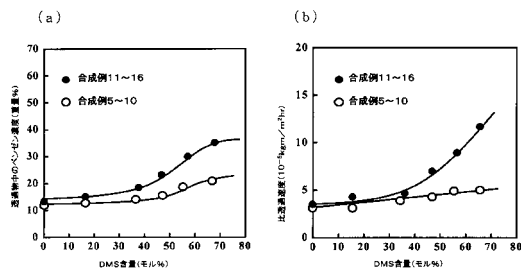 (a)
70
60
50
40
30
20
10
0
● 合成例11~16
○ 合成例5~10
透過物中のベンゼン濃度(重量%)
0 10 20 30 40 50 60 70 80
DMS含量(モル%)
(b)
20
15
10
5
0
● 合成例11~16
○ 合成例5~10
比透過速度(10⁻⁵kgm/m²hr)
0 10 20 30 40 50 60 70 80
DMS含量(モル%)